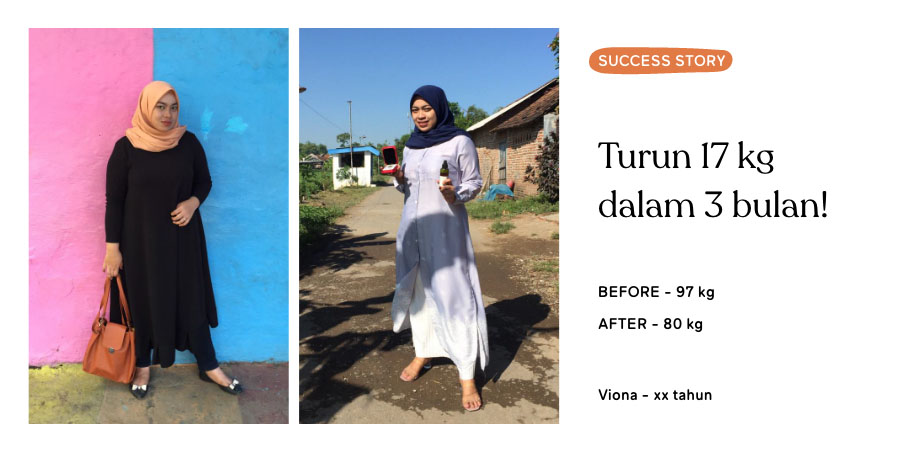 SUCCESS STORY
Turun 17 kg
dalam 3 bulan!
BEFORE - 97 kg
AFTER - 80 kg
Viona - xx tahun